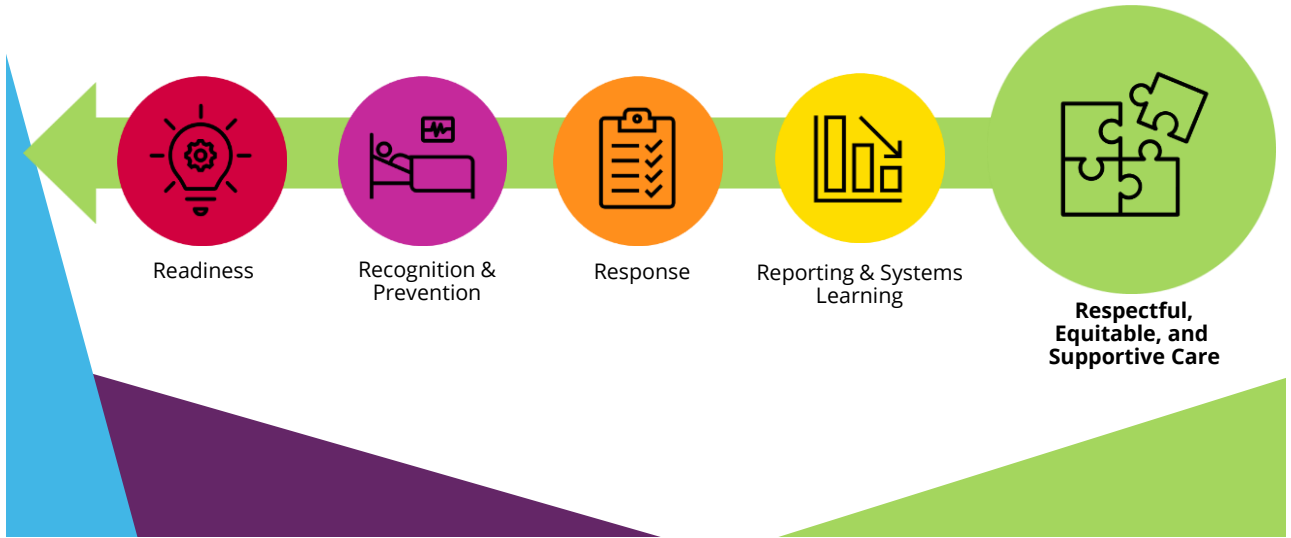 Readiness
Recognition &
Prevention
Response
Reporting & Systems
Learning
Respectful,
Equitable, and
Supportive Care